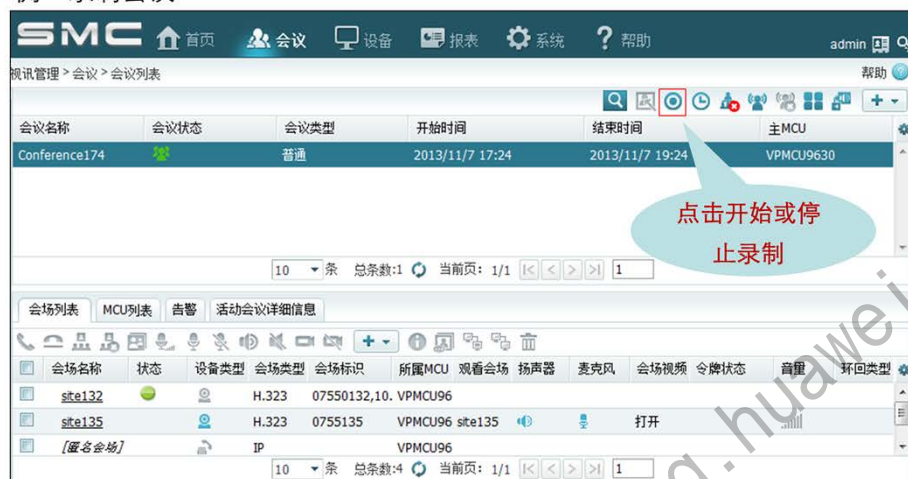 SMC 首页 会议 设备 报表 系统 ? 帮助 admin
视讯管理 > 会议 > 会议列表 帮助
会议名称 会议状态 会议类型 开始时间 结束时间 主MCU
Conference174 普通 2013/11/7 17:24 2013/11/7 19:24 VPMCU9630
点击开始或停
止录制
10 条 总条数:1 当前页: 1/1 1
会场列表 MCU列表 告警 活动会议详细信息
会场名称 状态 设备类型 会场类型 会场标识 所属MCU 观看会场 扬声器 麦克风 会场视频 令牌状态 音量 环回类型
site132 H.323 07550132,10. VPMCU96
site135 H.323 0755135 VPMCU96 site135 打开
[匿名会场] IP VPMCU96
10 条 总条数:4 当前页: 1/1 1
g.huawei